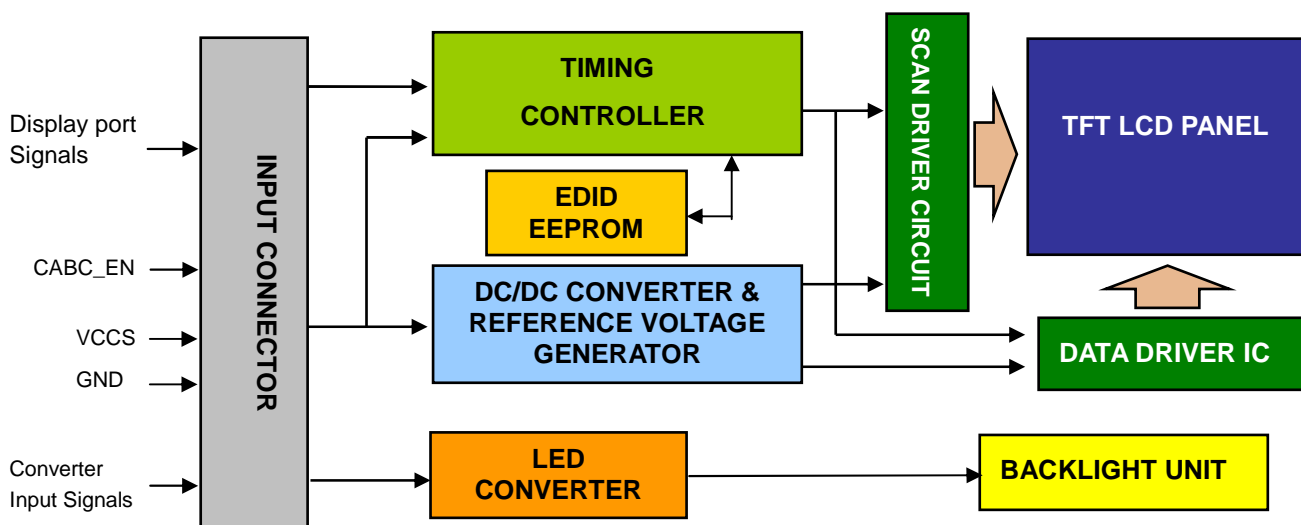 Display port
Signals
CABC_EN
VCCS
GND
Converter
Input Signals
INPUT CONNECTOR
TIMING
CONTROLLER
EDID
EEPROM
DC/DC CONVERTER &
REFERENCE VOLTAGE
GENERATOR
LED
CONVERTER
SCAN DRIVER CIRCUIT
TFT LCD PANEL
DATA DRIVER IC
BACKLIGHT UNIT